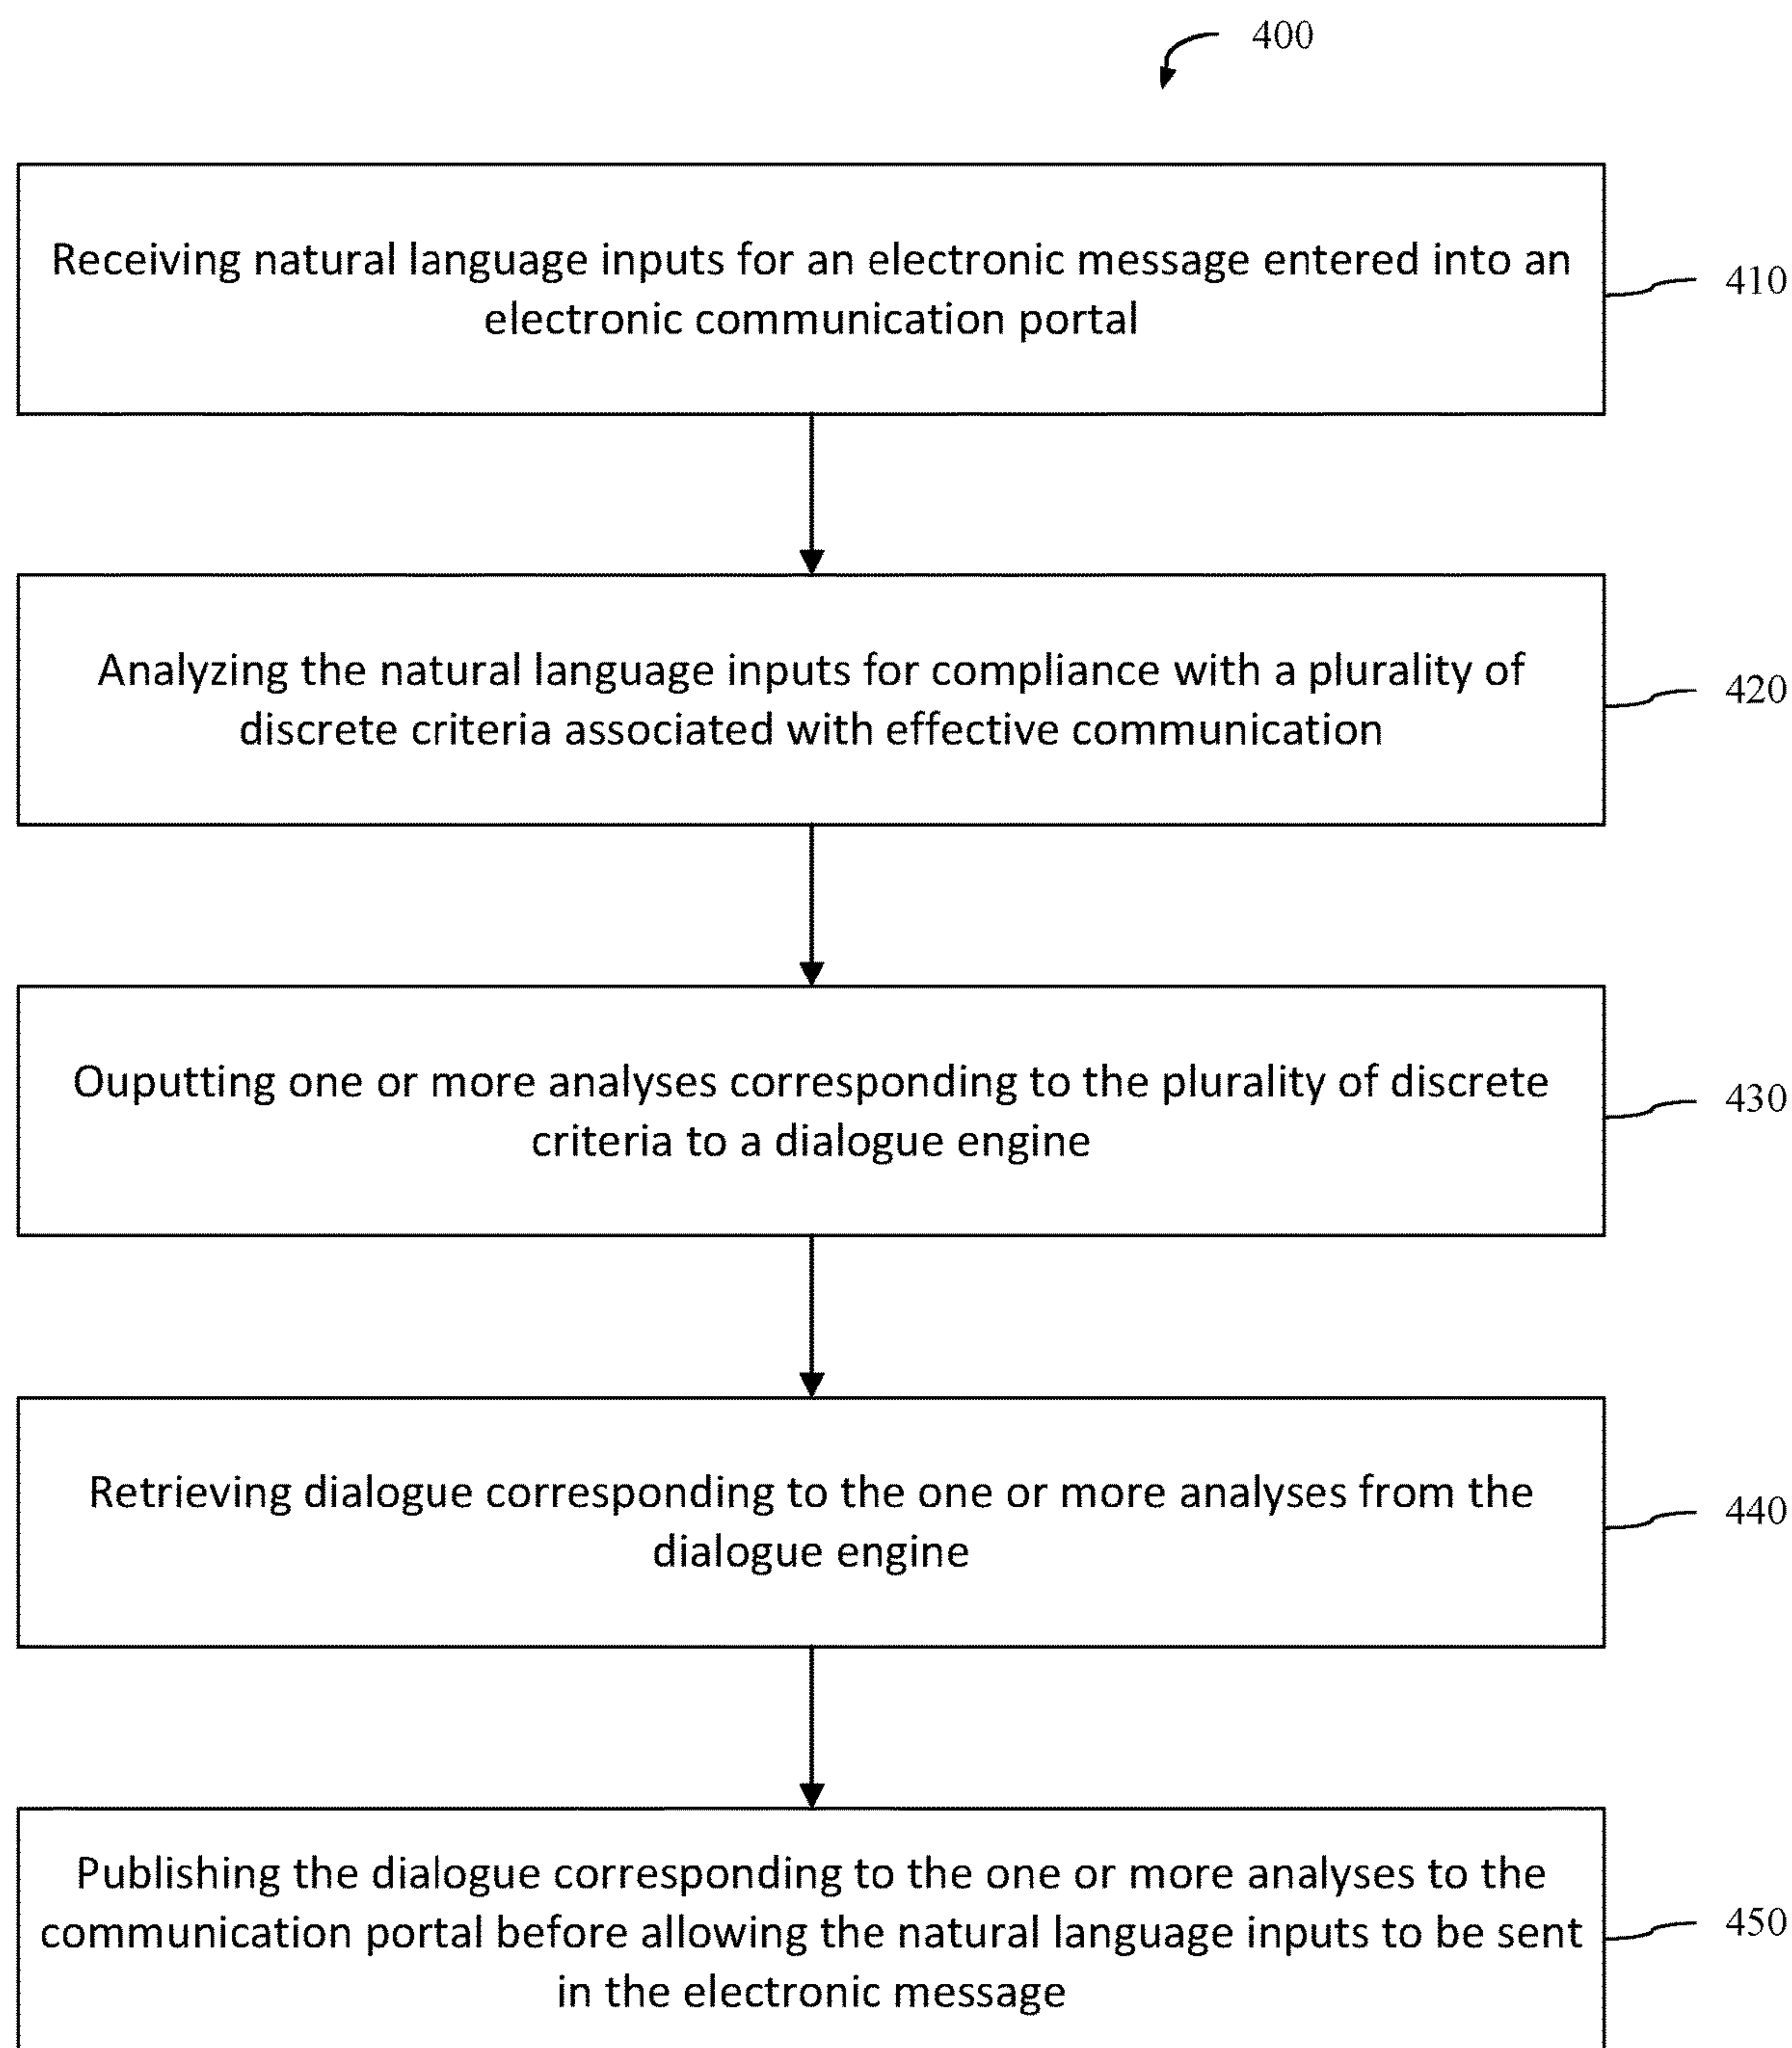 400
Receiving natural language inputs for an electronic message entered into an
electronic communication portal
410
Analyzing the natural language inputs for compliance with a plurality of
discrete criteria associated with effective communication
420
Ouputting one or more analyses corresponding to the plurality of discrete
criteria to a dialogue engine
430
Retrieving dialogue corresponding to the one or more analyses from the
dialogue engine
440
Publishing the dialogue corresponding to the one or more analyses to the
communication portal before allowing the natural language inputs to be sent
in the electronic message
450